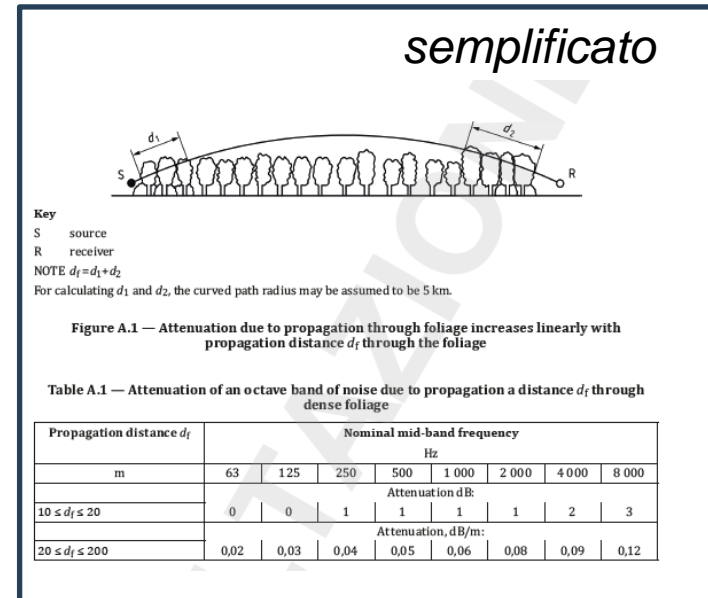 semplificato
d1
d2
S
R
Key
S source
R receiver
NOTE df=d1+d2
For calculating d1 and d2, the curved path radius may be assumed to be 5 km.
Figure A.1 — Attenuation due to propagation through foliage increases linearly with
propagation distance df through the foliage
Table A.1 — Attenuation of an octave band of noise due to propagation a distance df through
dense foliage
Propagation distance df Nominal mid-band frequency
Hz
m 63 125 250 500 1 000 2 000 4 000 8 000
Attenuation dB:
10 ≤ df ≤ 20 0 0 1 1 1 1 2 3
Attenuation, dB/m:
20 ≤ df ≤ 200 0,02 0,03 0,04 0,05 0,06 0,08 0,09 0,12